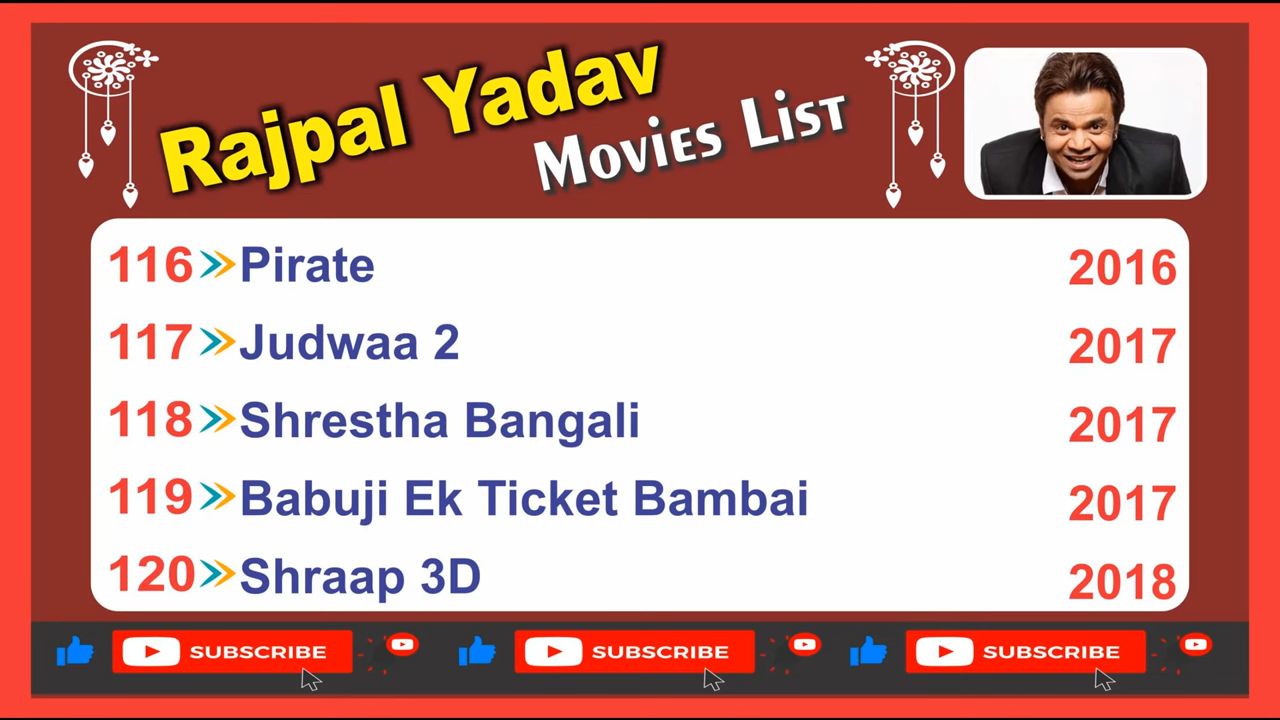 Rajpal Yadav
Movies List
116 Pirate 2016
117 Judwaa 2 2017
118 Shrestha Bangali 2017
119 Babuji Ek Ticket Bambai 2017
120 Shraap 3D 2018
SUBSCRIBE SUBSCRIBE SUBSCRIBE